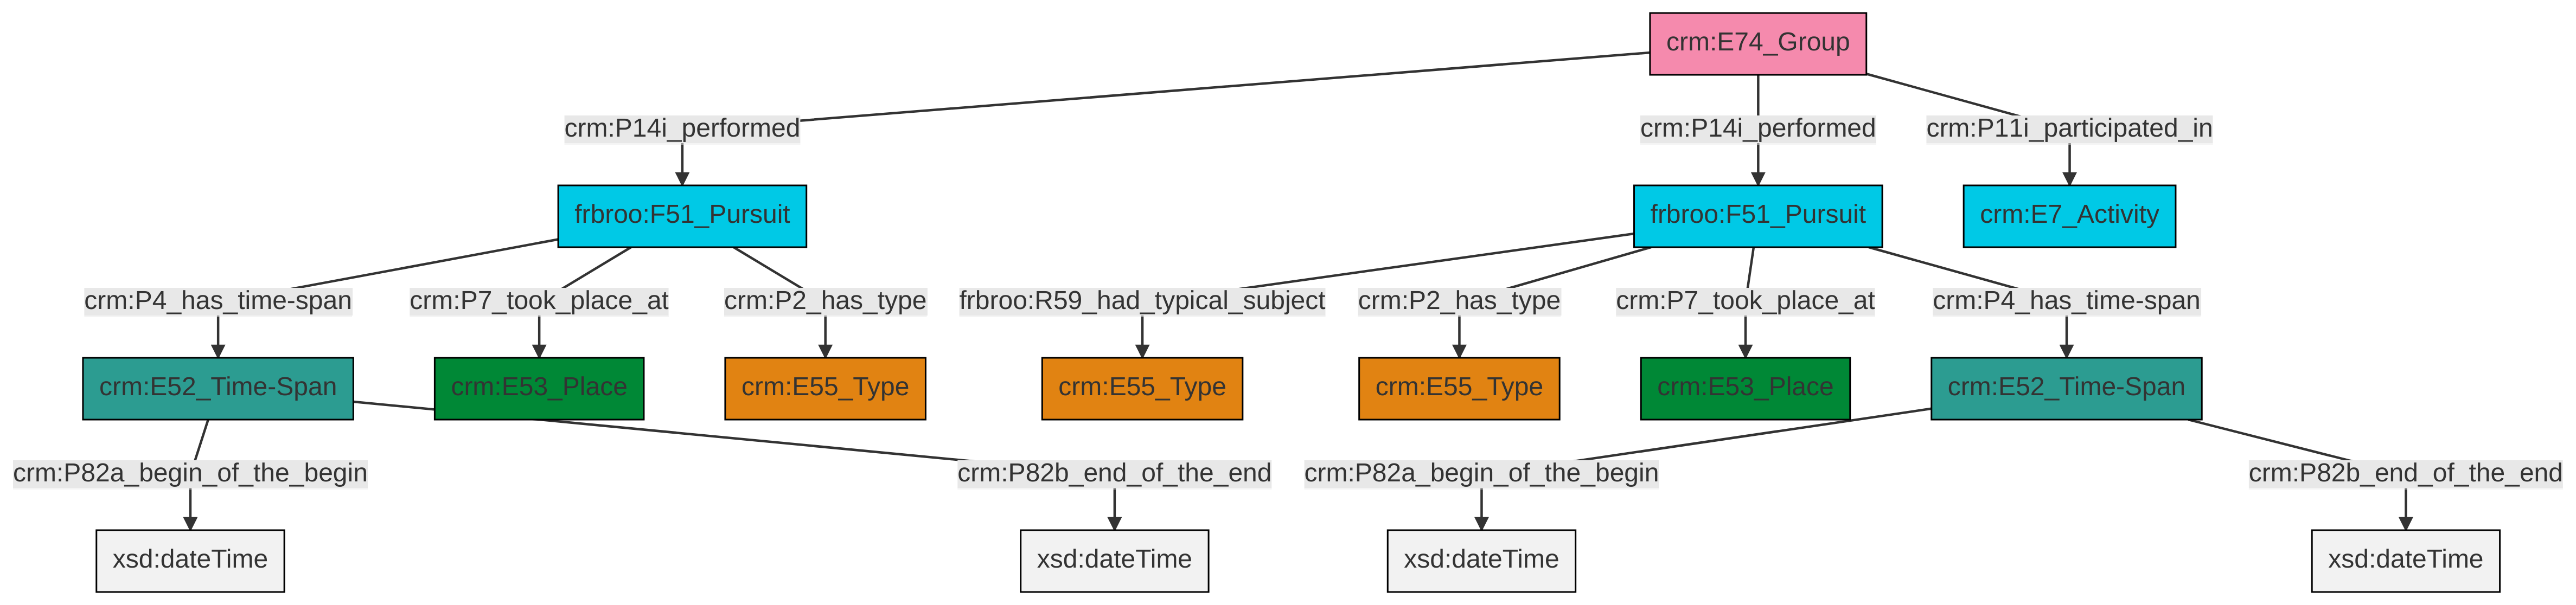 crm:E74_Group
crm:P14i_performed
crm:P14i_performed
crm:P11i_participated_in
frbroo:F51_Pursuit
frbroo:F51_Pursuit
crm:E7_Activity
crm:P4_has_time-span
crm:P7_took_place_at
crm:P2_has_type
frbroo:R59_had_typical_subject
crm:P2_has_type
crm:P7_took_place_at
crm:P4_has_time-span
crm:E52_Time-Span
crm:E53_Place
crm:E55_Type
crm:E55_Type
crm:E55_Type
crm:E53_Place
crm:E52_Time-Span
crm:P82a_begin_of_the_begin
crm:P82b_end_of_the_end
crm:P82a_begin_of_the_begin
crm:P82b_end_of_the_end
xsd:dateTime
xsd:dateTime
xsd:dateTime
xsd:dateTime